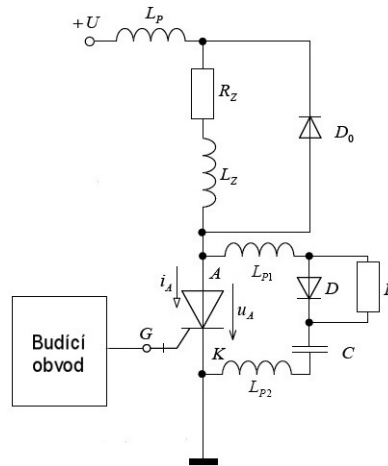 +U
L_P
R_Z
L_Z
D_0
A
L_P1
i_A
u_A
D
Budící
obvod
G
K
C
L_P2